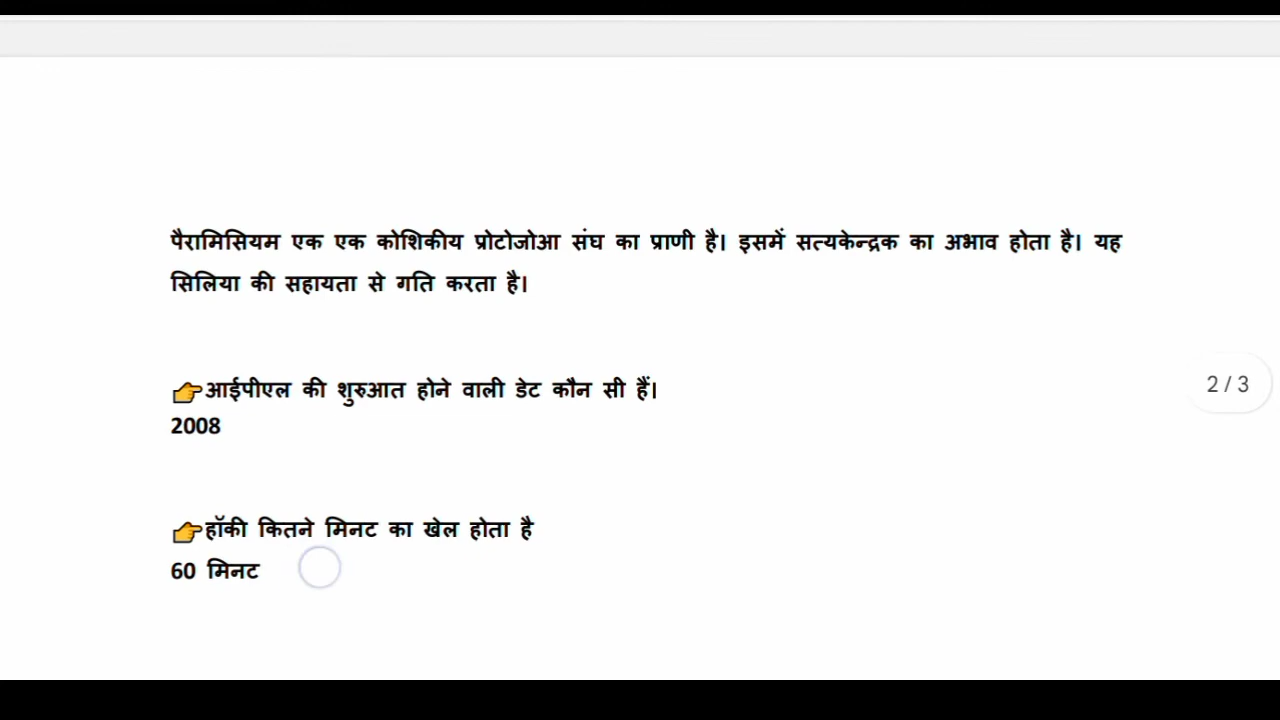 पैरामिसियम एक एक कोशिकीय प्रोटोजोआ संघ का प्राणी है। इसमें सत्यकेन्द्रक का अभाव होता है। यह
सिलिया की सहायता से गति करता है।
👉आईपीएल की शुरुआत होने वाली डेट कौन सी हैं।
2008
2 / 3
👉हॉकी कितने मिनट का खेल होता है
60 मिनट